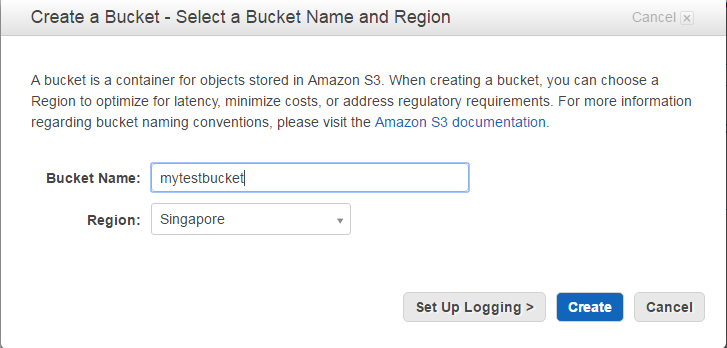 Create a Bucket - Select a Bucket Name and Region
Cancel x
A bucket is a container for objects stored in Amazon S3. When creating a bucket, you can choose a
Region to optimize for latency, minimize costs, or address regulatory requirements. For more information
regarding bucket naming conventions, please visit the Amazon S3 documentation.
Bucket Name: mytestbucket
Region: Singapore
Set Up Logging > Create Cancel